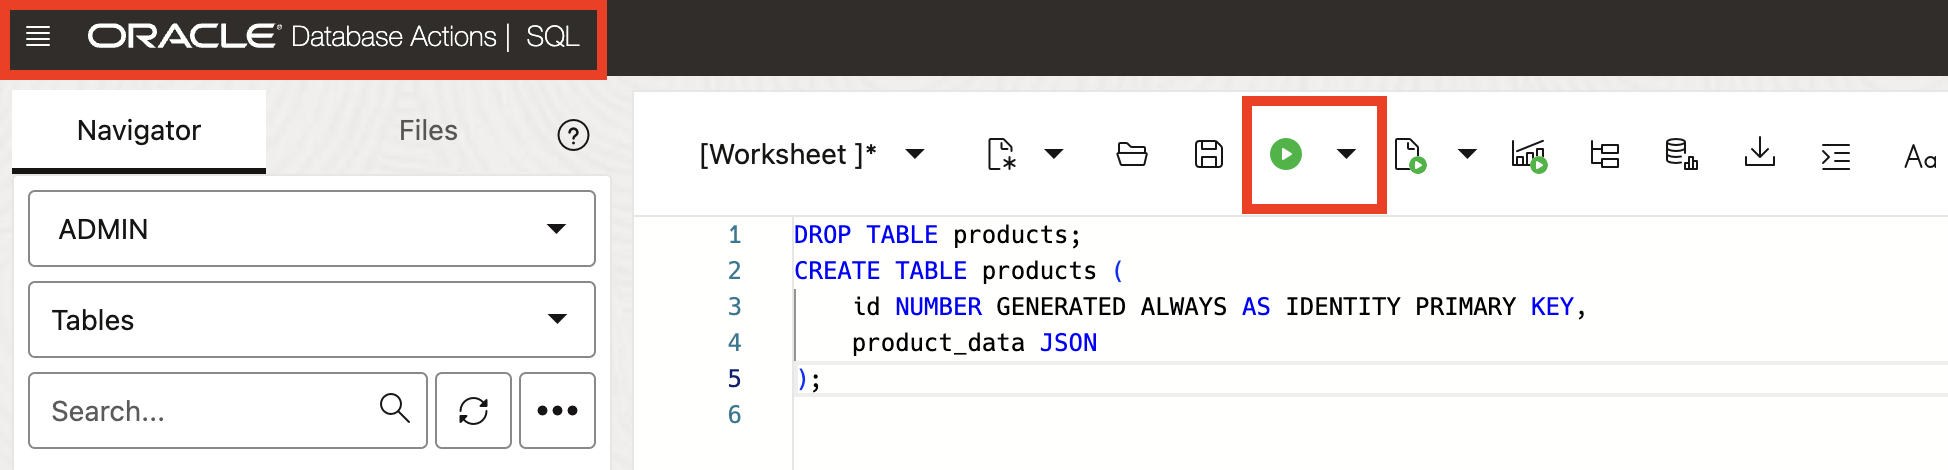 ORACLE® Database Actions | SQL
Navigator
Files
?
ADMIN
Tables
Search...
[Worksheet ]*
Aa
1 DROP TABLE products;
2 CREATE TABLE products (
3     id NUMBER GENERATED ALWAYS AS IDENTITY PRIMARY KEY,
4     product_data JSON
5 );
6